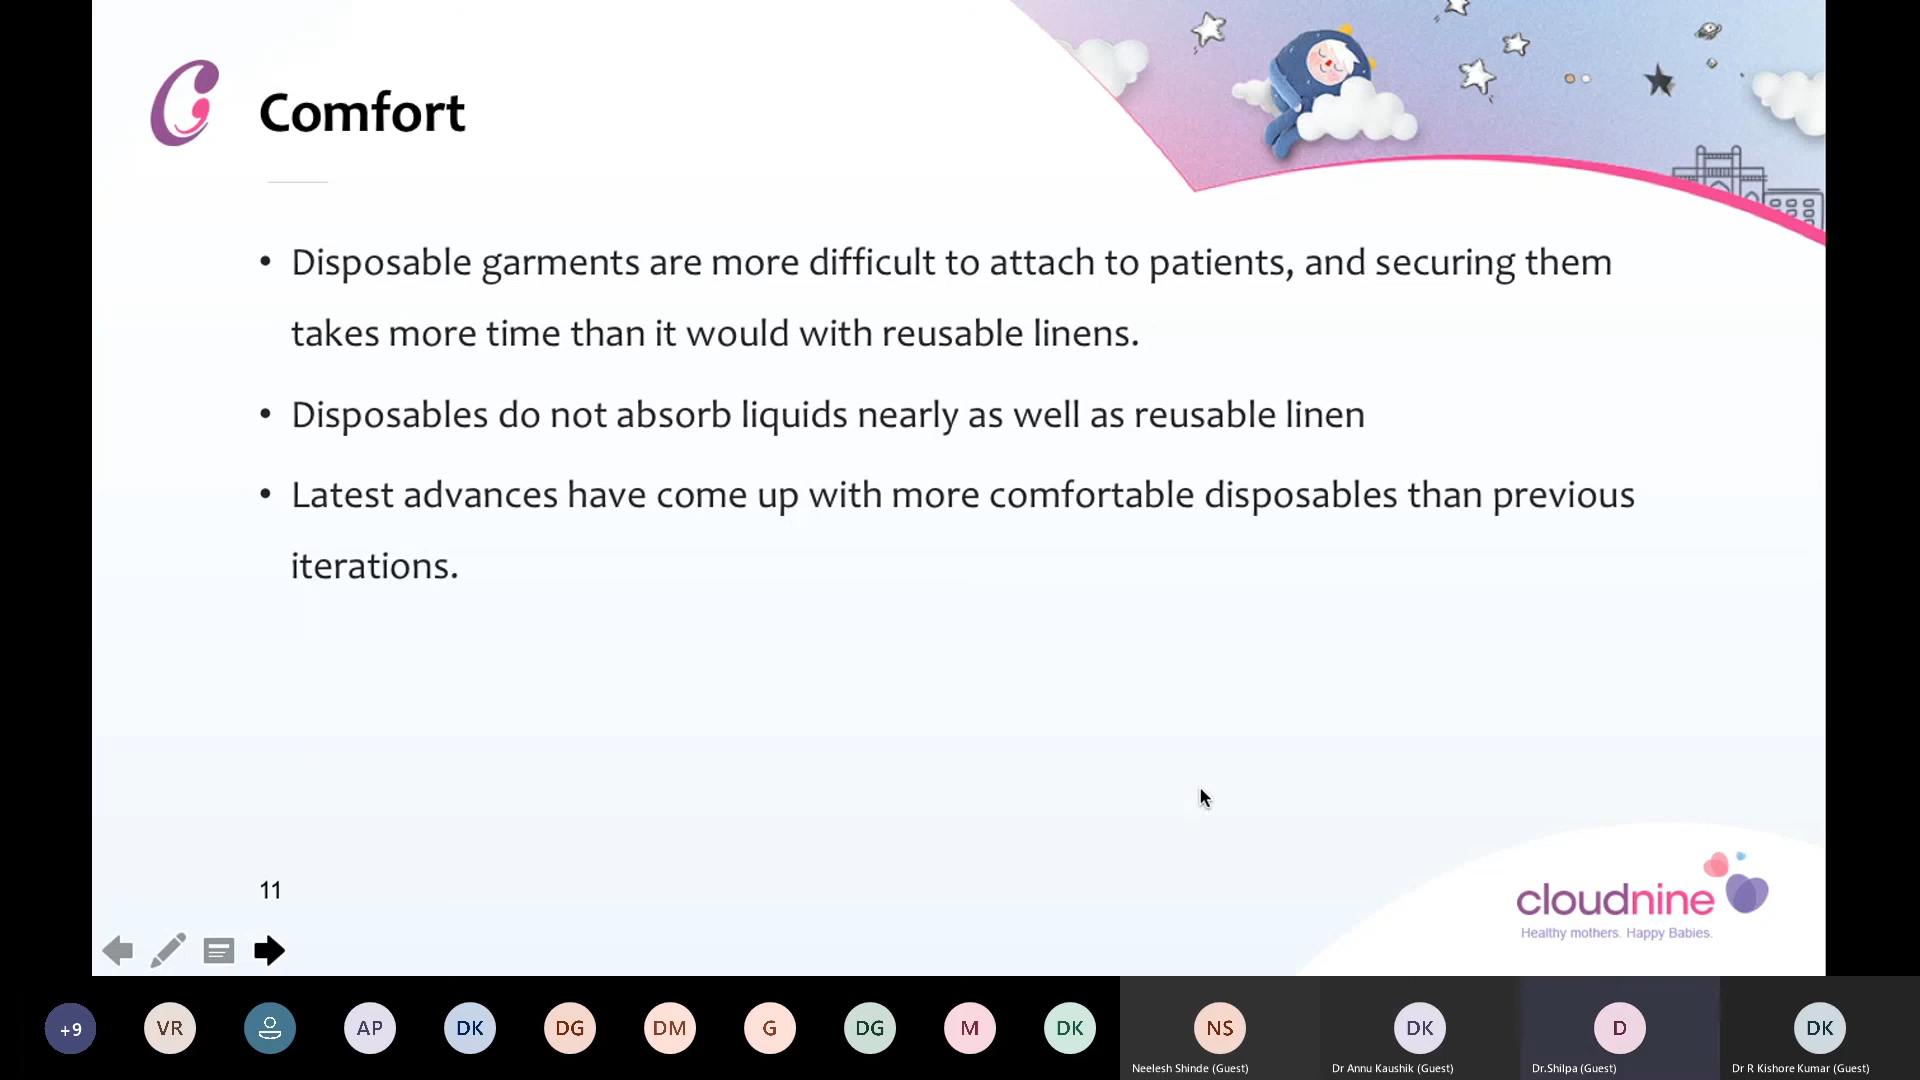 Comfort
• Disposable garments are more difficult to attach to patients, and securing them
takes more time than it would with reusable linens.
• Disposables do not absorb liquids nearly as well as reusable linen
• Latest advances have come up with more comfortable disposables than previous
iterations.
11
cloudnine
Healthy mothers. Happy Babies.
+9
VR
AP
DK
DG
DM
G
DG
M
DK
NS
DK
D
DK
Neelesh Shinde (Guest)
Dr Annu Kaushik (Guest)
Dr.Shilpa (Guest)
Dr R Kishore Kumar (Guest)